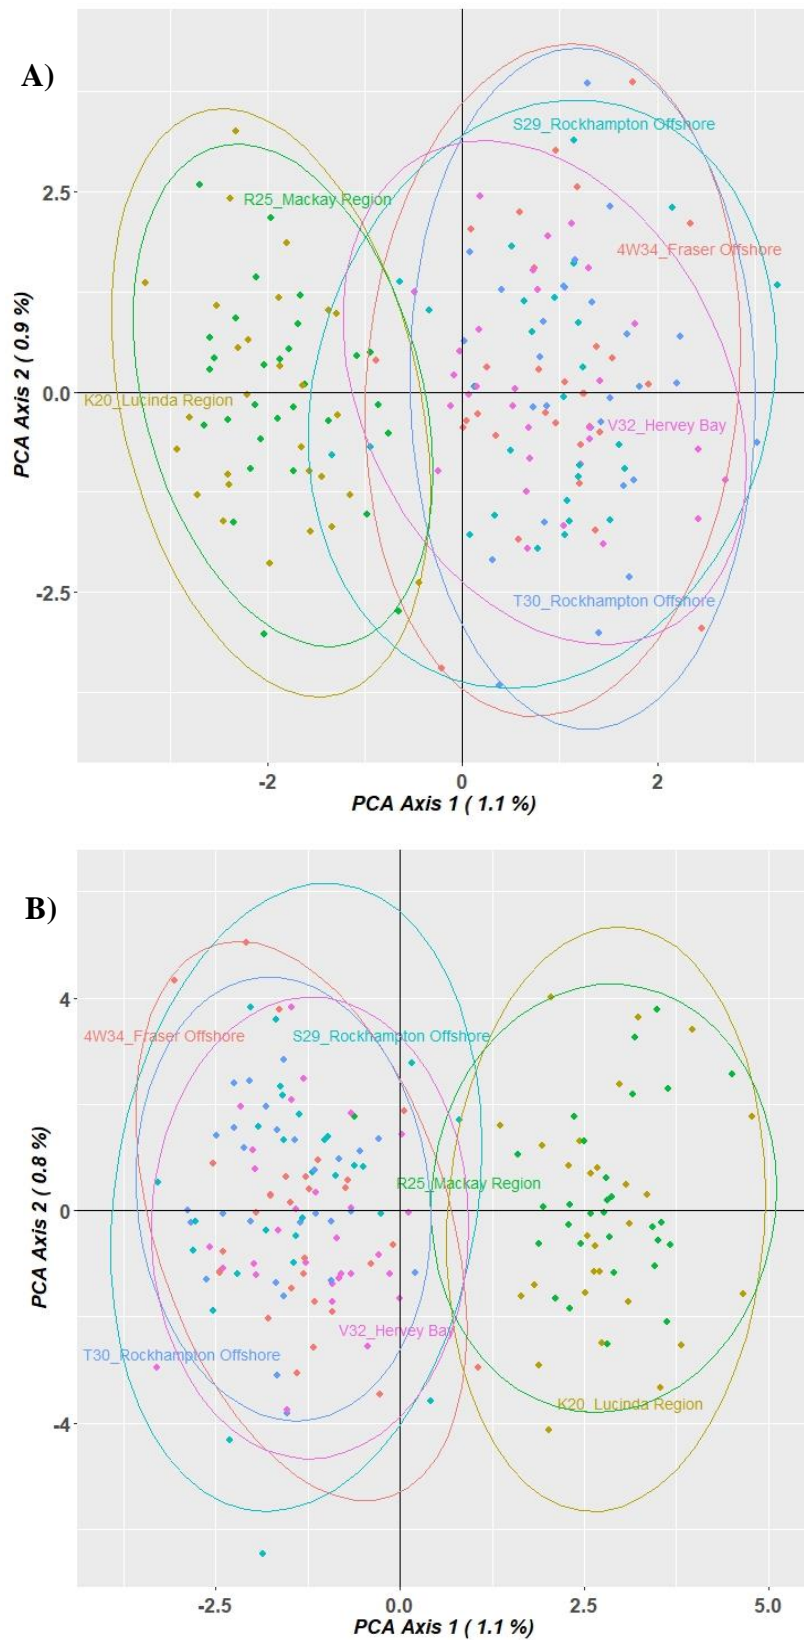 A)
S29_Rockhampton Offshore
2.5
R25_Mackay Region
4W34_Fraser Offshore
0.0
K20_Lucinda Region
V32_Hervey Bay
-2.5
T30_Rockhampton Offshore
PCA Axis 2 ( 0.9 %)
-2
0
2
PCA Axis 1 ( 1.1 %)
B)
4
4W34_Fraser Offshore
S29_Rockhampton Offshore
R25_Mackay Region
0
V32_Hervey Bay
T30_Rockhampton Offshore
K20_Lucinda Region
-4
PCA Axis 2 ( 0.8 %)
-2.5
0.0
2.5
5.0
PCA Axis 1 ( 1.1 %)